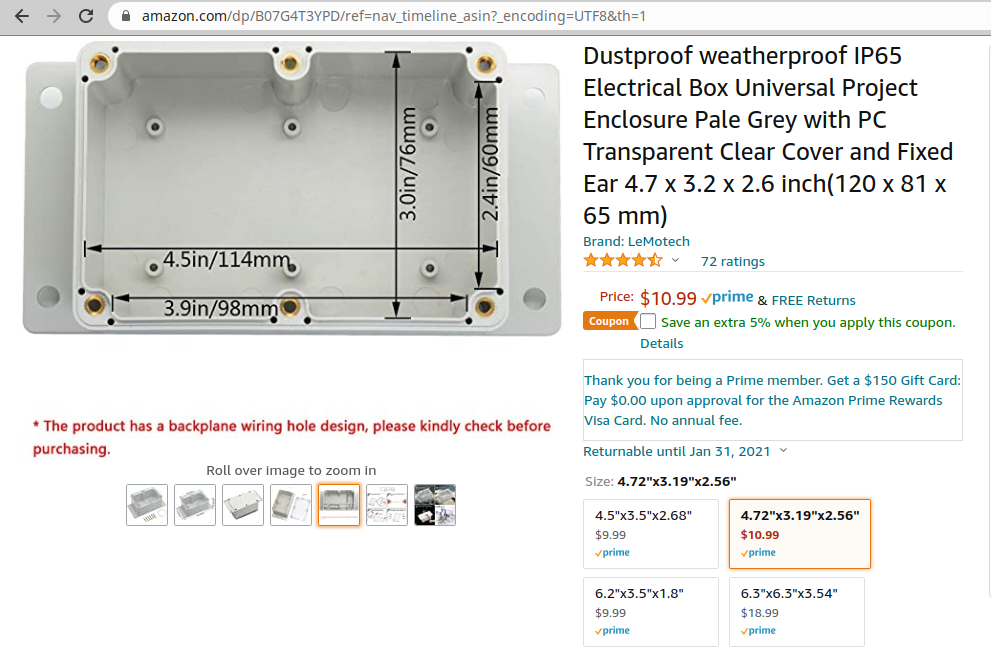 amazon.com/dp/B07G4T3YPD/ref=nav_timeline_asin?_encoding=UTF8&th=1
3.0in/76mm
2.4in/60mm
4.5in/114mm
3.9in/98mm
* The product has a backplane wiring hole design, please kindly check before
purchasing.
Roll over image to zoom in
Dustproof weatherproof IP65
Electrical Box Universal Project
Enclosure Pale Grey with PC
Transparent Clear Cover and Fixed
Ear 4.7 x 3.2 x 2.6 inch(120 x 81 x
65 mm)
Brand: LeMotech
72 ratings
Price: $10.99 prime & FREE Returns
Coupon Save an extra 5% when you apply this coupon.
Details
Thank you for being a Prime member. Get a $150 Gift Card:
Pay $0.00 upon approval for the Amazon Prime Rewards
Visa Card. No annual fee.
Returnable until Jan 31, 2021
Size: 4.72"x3.19"x2.56"
4.5"x3.5"x2.68"
$9.99
prime
4.72"x3.19"x2.56"
$10.99
prime
6.2"x3.5"x1.8"
$9.99
prime
6.3"x6.3"x3.54"
$18.99
prime